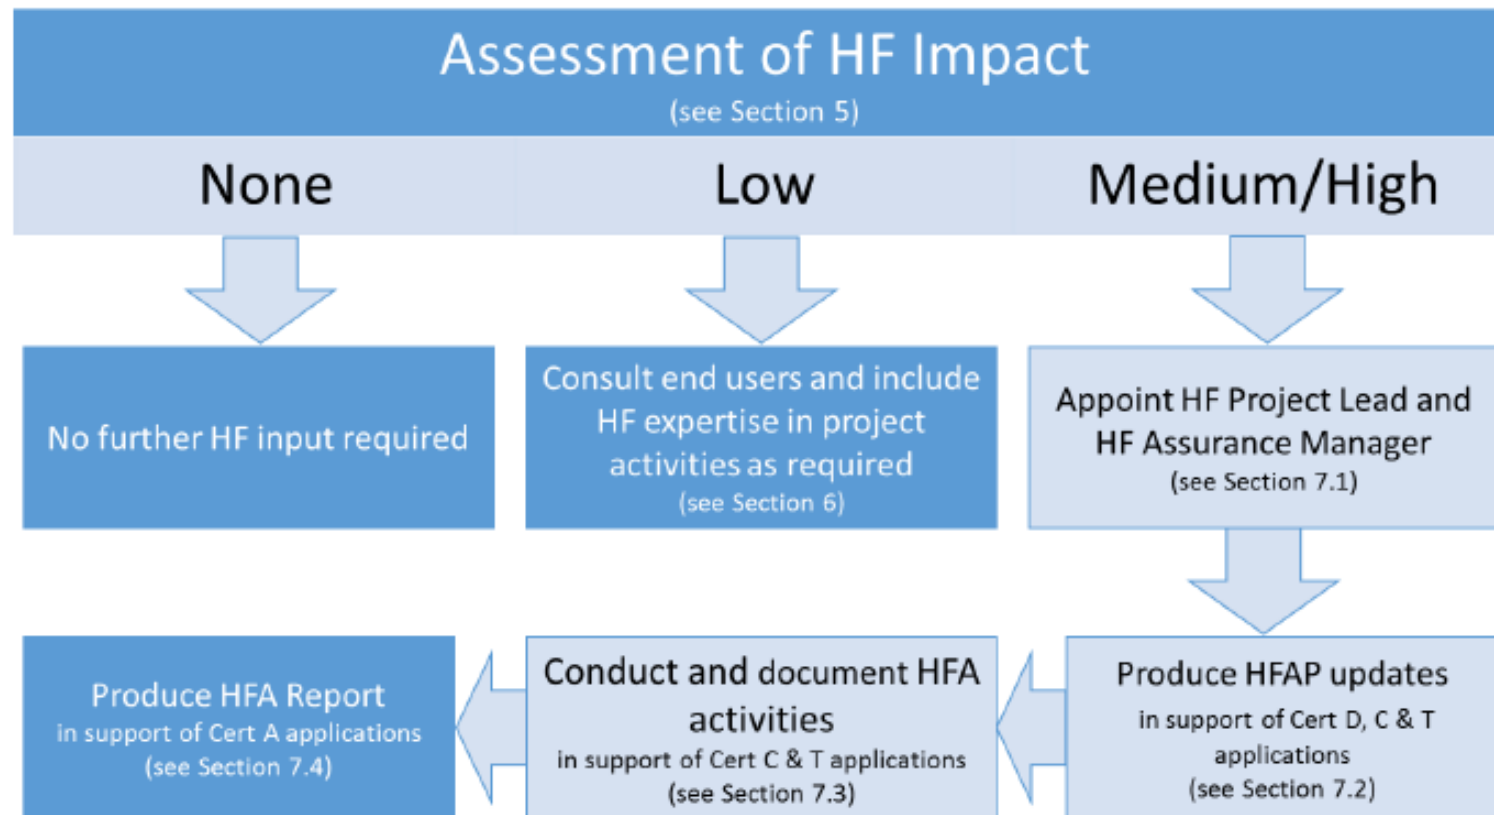 Assessment of HF Impact
(see Section 5)
None
Low
Medium/High
No further HF input required
Consult end users and include
HF expertise in project
activities as required
(see Section 6)
Appoint HF Project Lead and
HF Assurance Manager
(see Section 7.1)
Produce HFA Report
in support of Cert A applications
(see Section 7.4)
Conduct and document HFA
activities
in support of Cert C & T applications
(see Section 7.3)
Produce HFAP updates
in support of Cert D, C & T
applications
(see Section 7.2)